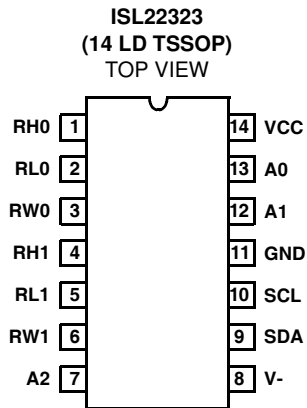 ISL22323
(14 LD TSSOP)
TOP VIEW
RH0 1 14 VCC
RL0 2 13 A0
RW0 3 12 A1
RH1 4 11 GND
RL1 5 10 SCL
RW1 6 9 SDA
A2 7 8 V-